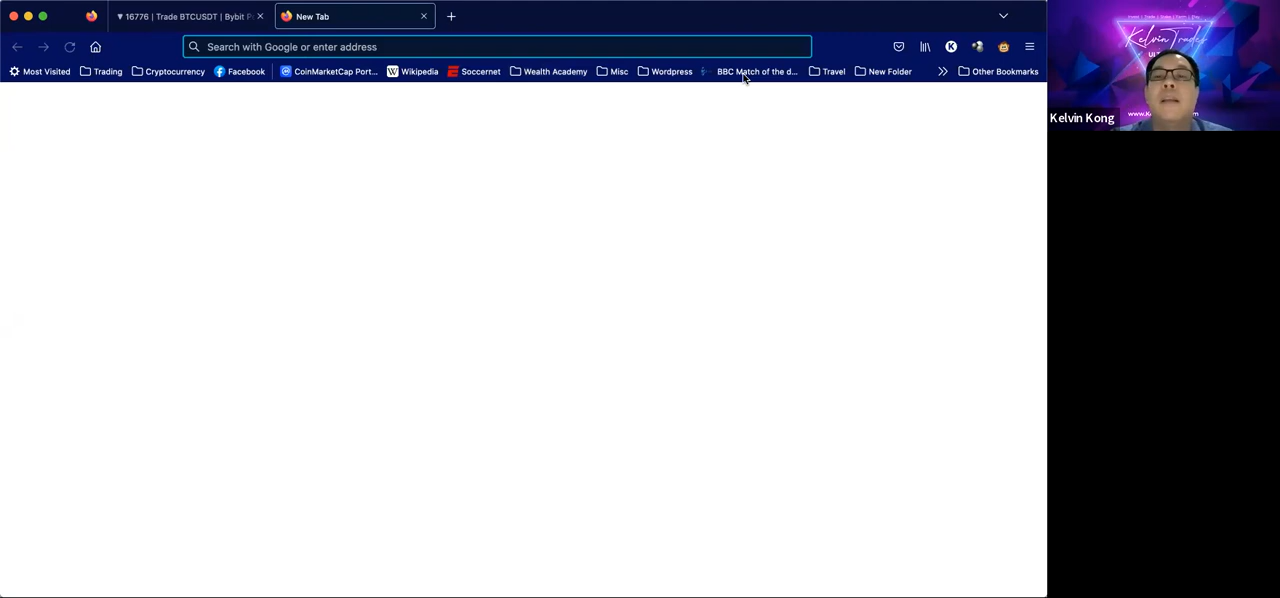 ▼ 16776 | Trade BTCUSDT | Bybit P
New Tab
Search with Google or enter address
Most Visited Trading Cryptocurrency Facebook CoinMarketCap Port... Wikipedia Soccernet Wealth Academy Misc Wordpress BBC Match of the d... Travel New Folder Other Bookmarks
Kelvin Trades
Kelvin Kong